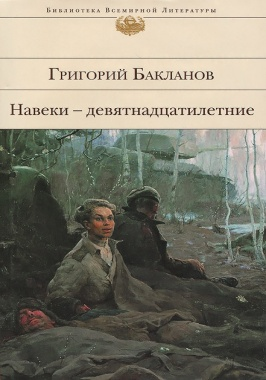 Библиотека Всемирной Литературы
Григорий Бакланов
Навеки – девятнадцатилетние